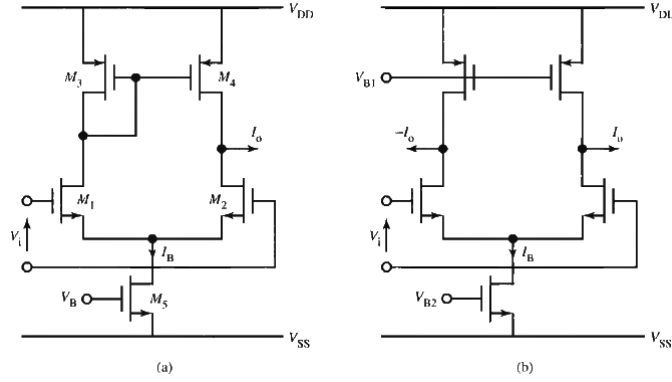 V_DD
M_3
M_4
I_o
M_1
M_2
V_i
I_B
V_B
M_5
V_SS
(a)
V_DD
V_B1
−I_o
I_o
V_i
I_B
V_B2
V_SS
(b)